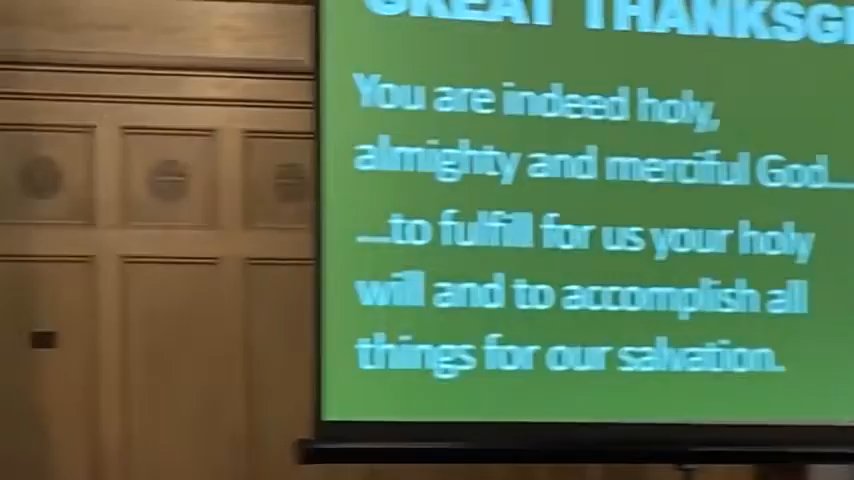 GREAT THANKSGI
You are indeed holy,
almighty and merciful God...
...to fulfill for us your holy
will and to accomplish all
things for our salvation.